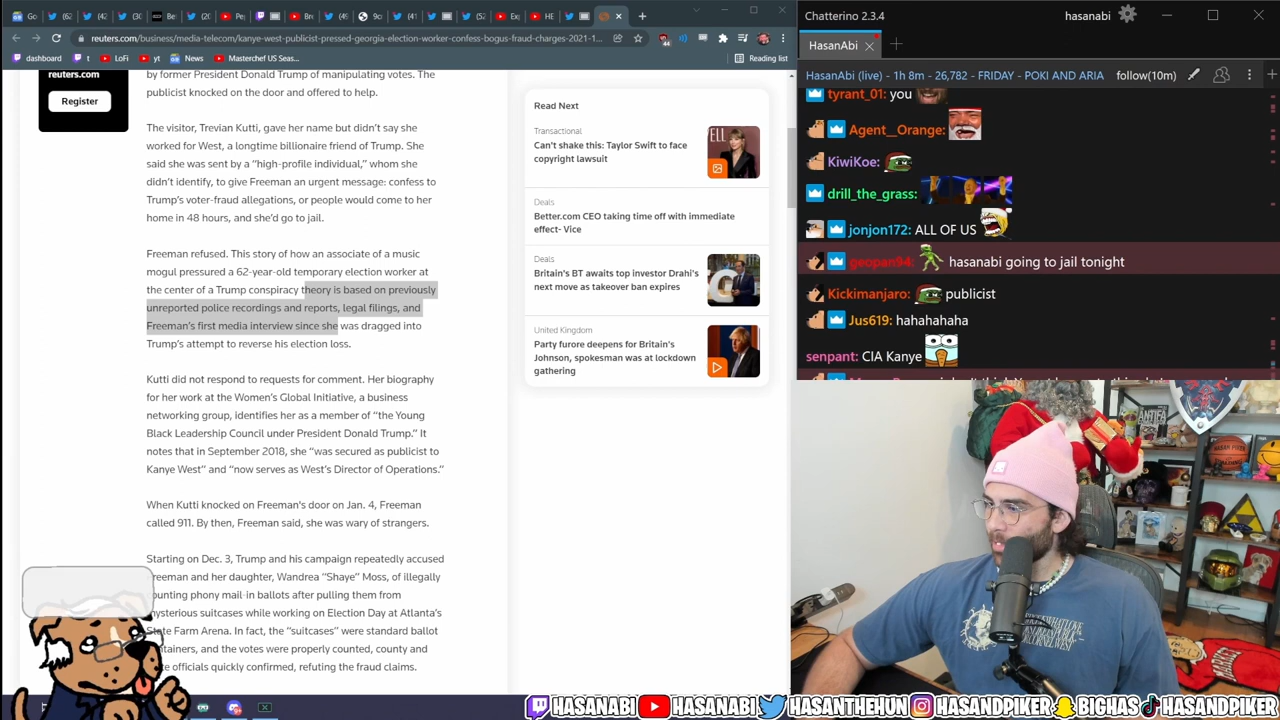 Chatterino 2.3.4
hasanabi
HasanAbi
reuters.com/business/media-telecom/kanye-west-publicist-pressed-georgia-election-worker-confess-bogus-fraud-charges-2021-1...
dashboard
t
LoFi
yt
News
Masterchef US Seas...
Reading list
HasanAbi (live) - 1h 8m - 26,782 - FRIDAY - POKI AND ARIA
follow(10m)
reuters.com
Register
by former President Donald Trump of manipulating votes. The
publicist knocked on the door and offered to help.
The visitor, Trevian Kutti, gave her name but didn't say she
worked for West, a longtime billionaire friend of Trump. She
said she was sent by a "high-profile individual," whom she
didn't identify, to give Freeman an urgent message: confess to
Trump's voter-fraud allegations, or people would come to her
home in 48 hours, and she'd go to jail.
Freeman refused. This story of how an associate of a music
mogul pressured a 62-year-old temporary election worker at
the center of a Trump conspiracy theory is based on previously
unreported police recordings and reports, legal filings, and
Freeman's first media interview since she was dragged into
Trump's attempt to reverse his election loss.
Kutti did not respond to requests for comment. Her biography
for her work at the Women's Global Initiative, a business
networking group, identifies her as a member of "the Young
Black Leadership Council under President Donald Trump." It
notes that in September 2018, she "was secured as publicist to
Kanye West" and "now serves as West's Director of Operations."
When Kutti knocked on Freeman's door on Jan. 4, Freeman
called 911. By then, Freeman said, she was wary of strangers.
Starting on Dec. 3, Trump and his campaign repeatedly accused
Freeman and her daughter, Wandrea "Shaye" Moss, of illegally
counting phony mail-in ballots after pulling them from
mysterious suitcases while working on Election Day at Atlanta's
State Farm Arena. In fact, the "suitcases" were standard ballot
containers, and the votes were properly counted, county and
officials quickly confirmed, refuting the fraud claims.
Read Next
Transactional
Can't shake this: Taylor Swift to face
copyright lawsuit
Deals
Better.com CEO taking time off with immediate
effect- Vice
Deals
Britain's BT awaits top investor Drahi's
next move as takeover ban expires
United Kingdom
Party furore deepens for Britain's
Johnson, spokesman was at lockdown
gathering
tyrant_01: you
Agent__Orange:
KiwiKoe:
drill_the_grass:
jonjon172: ALL OF US
geopan94: hasanabi going to jail tonight
Kickimanjaro: publicist
Jus619: hahahahaha
senpant: CIA Kanye
HASANABI HASANABI HASANTHEHUN HASANDPIKER BIGHAS HASANDPIKER